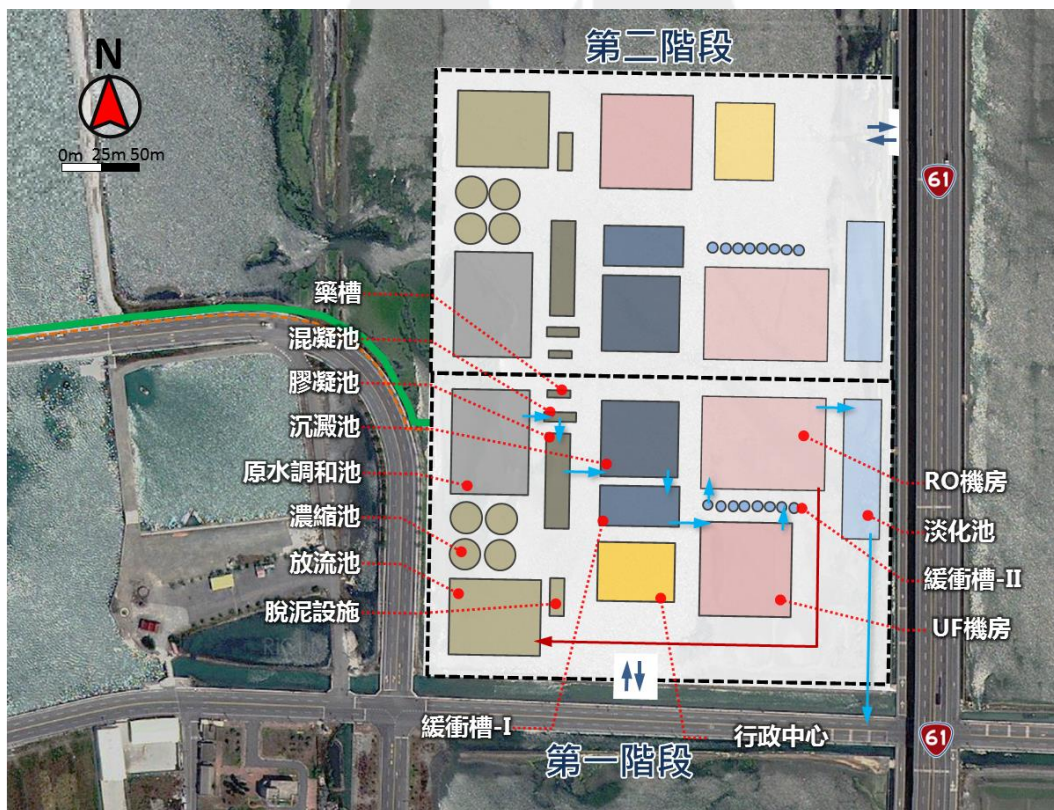 第二階段
N
0m 25m 50m
61
藥槽
混凝池
膠凝池
沉澱池
原水調和池
濃縮池
放流池
脫泥設施
RO機房
淡化池
緩衝槽-II
UF機房
緩衝槽-I
行政中心
第一階段
61